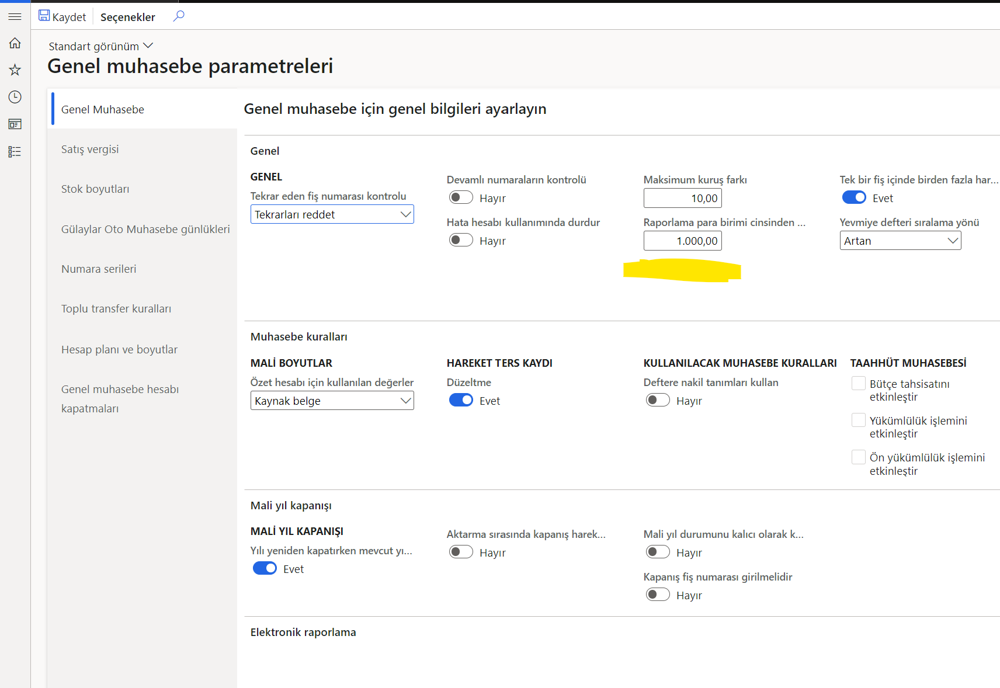 Kaydet Seçenekler
Standart görünüm
Genel muhasebe parametreleri
Genel Muhasebe
Satış vergisi
Stok boyutları
Gülaylar Oto Muhasebe günlükleri
Numara serileri
Toplu transfer kuralları
Hesap planı ve boyutlar
Genel muhasebe hesabı
kapatmaları
Genel muhasebe için genel bilgileri ayarlayın
Genel
GENEL
Tekrar eden fiş numarası kontrolu
Tekrarları reddet
Devamlı numaraların kontrolü
Hayır
Hata hesabı kullanımında durdur
Hayır
Maksimum kuruş farkı
10,00
Raporlama para birimi cinsinden ...
1.000,00
Tek bir fiş içinde birden fazla har...
Evet
Yevmiye defteri sıralama yönü
Artan
Muhasebe kuralları
MALİ BOYUTLAR
Özet hesabı için kullanılan değerler
Kaynak belge
HAREKET TERS KAYDI
Düzeltme
Evet
KULLANILACAK MUHASEBE KURALLARI
Deftere nakil tanımları kullan
Hayır
TAAHHÜT MUHASEBESİ
Bütçe tahsisatını
etkinleştir
Yükümlülük işlemini
etkinleştir
Ön yükümlülük işlemini
etkinleştir
Mali yıl kapanışı
MALİ YIL KAPANIŞI
Yılı yeniden kapatırken mevcut yı...
Evet
Aktarma sırasında kapanış harek...
Hayır
Mali yıl durumunu kalıcı olarak k...
Hayır
Kapanış fiş numarası girilmelidir
Hayır
Elektronik raporlama